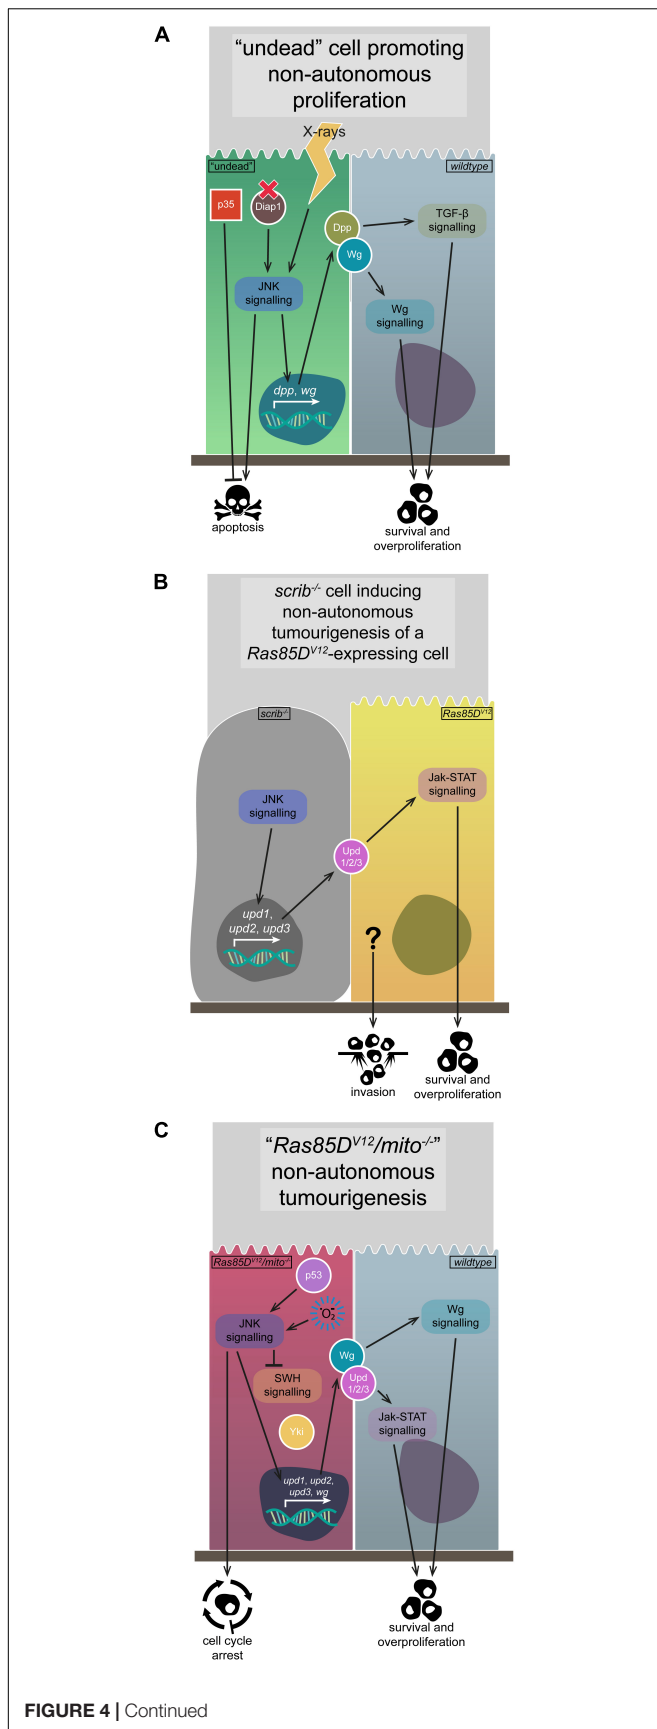 A
“undead” cell promoting
non-autonomous
proliferation
X-rays
“undead”
wildtype
p35
Diap1
Dpp
TGF-β
signalling
Wg
JNK
signalling
Wg
signalling
dpp, wg
apoptosis
survival and
overproliferation
B
scrib-/- cell inducing
non-autonomous
tumourigenesis of a
Ras85DV12-expressing cell
scrib-/-
Ras85DV12
Jak-STAT
signalling
JNK
signalling
Upd
1/2/3
upd1,
upd2, upd3
?
invasion
survival and
overproliferation
C
“Ras85DV12/mito-/-”
non-autonomous
tumourigenesis
Ras85DV12/mito-/-
wildtype
p53
O2-
Wg
signalling
JNK
signalling
Wg
SWH
signalling
Upd
1/2/3
Yki
Jak-STAT
signalling
upd1, upd2,
upd3, wg
cell cycle
arrest
survival and
overproliferation
FIGURE 4 | Continued